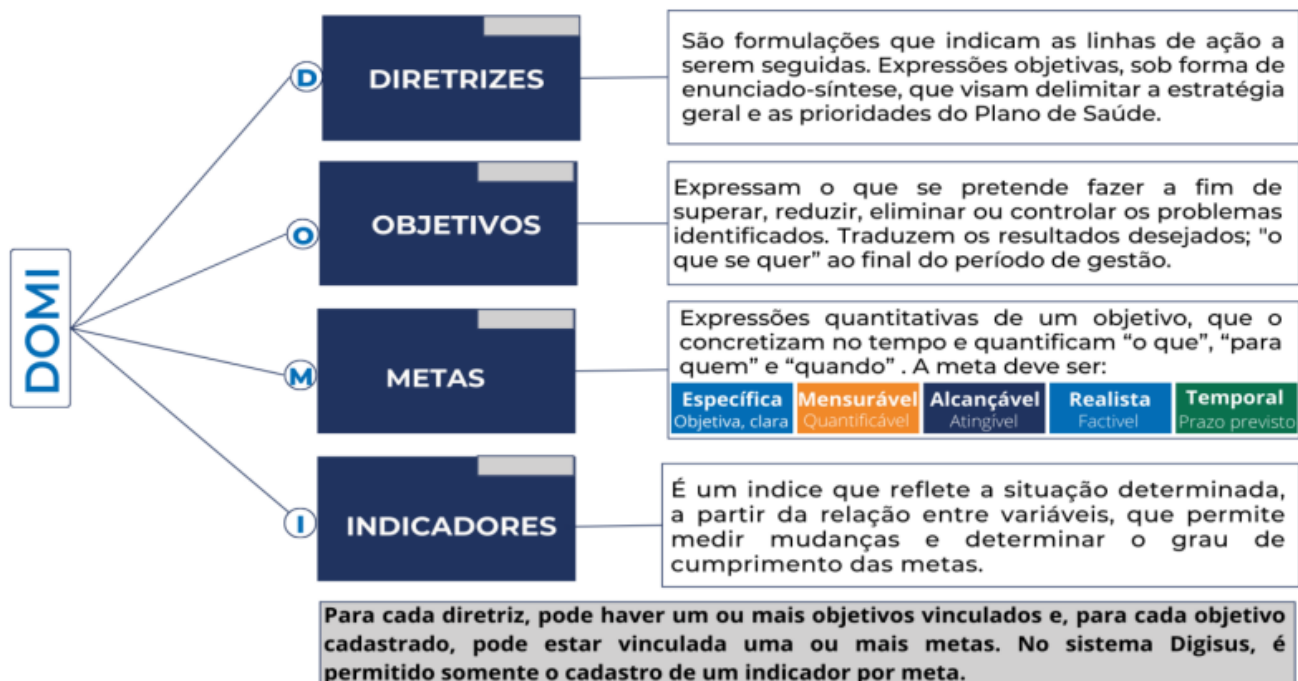 DOMI
D
DIRETRIZES
São formulações que indicam as linhas de ação a
serem seguidas. Expressões objetivas, sob forma de
enunciado-síntese, que visam delimitar a estratégia
geral e as prioridades do Plano de Saúde.
O
OBJETIVOS
Expressam o que se pretende fazer a fim de
superar, reduzir, eliminar ou controlar os problemas
identificados. Traduzem os resultados desejados; "o
que se quer” ao final do período de gestão.
M
METAS
Expressões quantitativas de um objetivo, que o
concretizam no tempo e quantificam “o que”, “para
quem” e “quando” . A meta deve ser:
Específica
Objetiva, clara
Mensurável
Quantificável
Alcançável
Atingível
Realista
Factivel
Temporal
Prazo previsto
I
INDICADORES
É um indice que reflete a situação determinada,
a partir da relação entre variáveis, que permite
medir mudanças e determinar o grau de
cumprimento das metas.
Para cada diretriz, pode haver um ou mais objetivos vinculados e, para cada objetivo
cadastrado, pode estar vinculada uma ou mais metas. No sistema Digisus, é
permitido somente o cadastro de um indicador por meta.